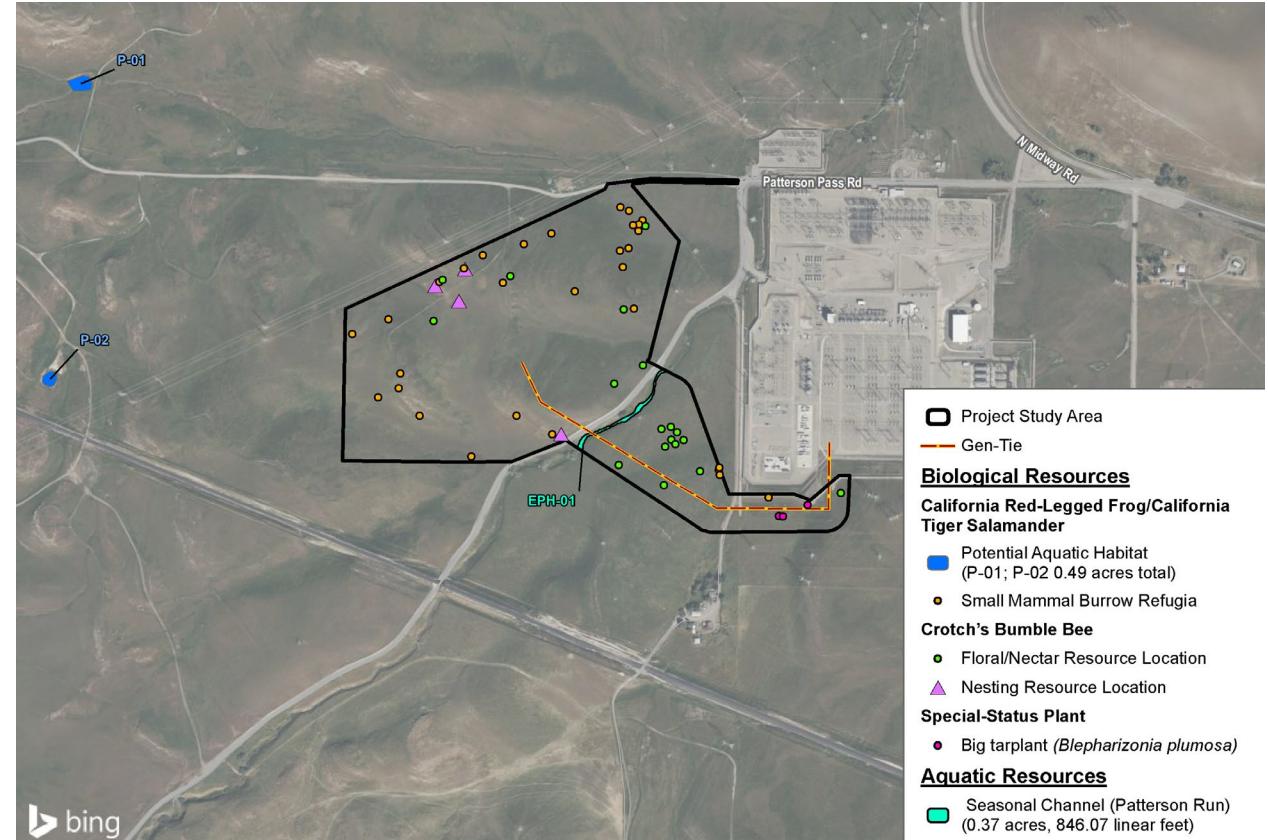 P-01
N Midway Rd
Patterson Pass Rd
P-02
EPH-01
Project Study Area
Gen-Tie
Biological Resources
California Red-Legged Frog/California
Tiger Salamander
Potential Aquatic Habitat
(P-01; P-02 0.49 acres total)
Small Mammal Burrow Refugia
Crotch's Bumble Bee
Floral/Nectar Resource Location
Nesting Resource Location
Special-Status Plant
Big tarplant (Blepharizonia plumosa)
Aquatic Resources
Seasonal Channel (Patterson Run)
(0.37 acres, 846.07 linear feet)
bing